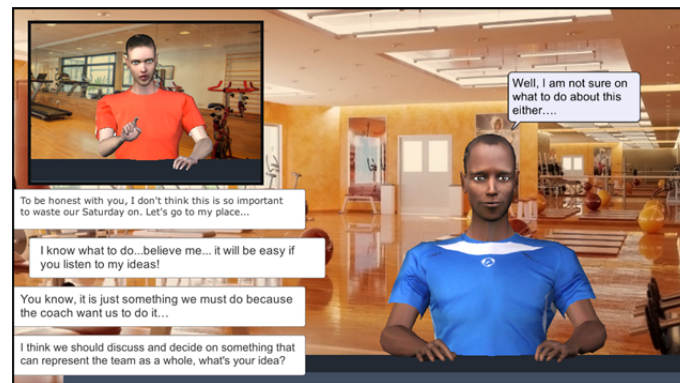 Well, I am not sure on
what to do about this
either....
To be honest with you, I don't think this is so important
to waste our Saturday on. Let's go to my place...
I know what to do...believe me... it will be easy if
you listen to my ideas!
You know, it is just something we must do because
the coach want us to do it...
I think we should discuss and decide on something that
can represent the team as a whole, what's your idea?